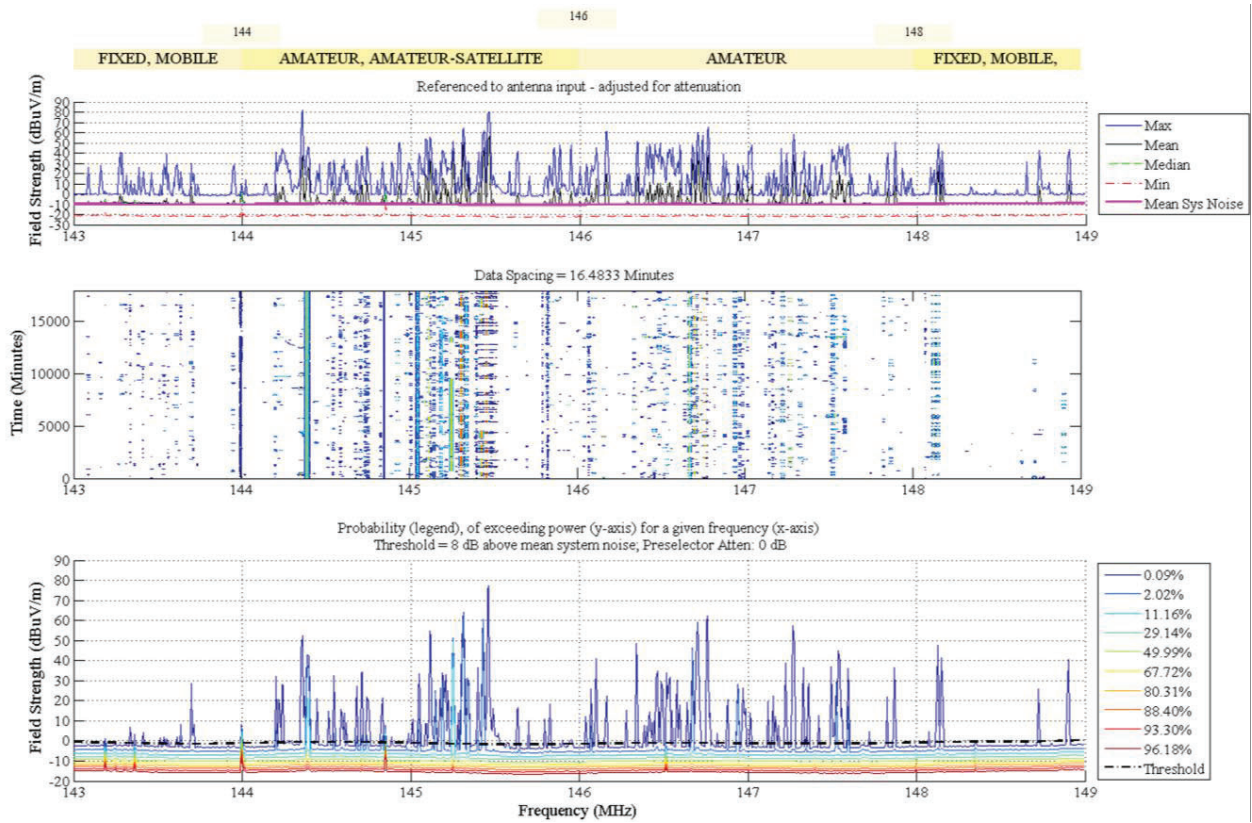 146
144
148
FIXED, MOBILE AMATEUR, AMATEUR-SATELLITE AMATEUR FIXED, MOBILE,
Referenced to antenna input - adjusted for attenuation
Field Strength (dBuV/m)
90
80
70
60
50
40
30
20
10
0
-10
-20
-30
143 144 145 146 147 148 149
Max
Mean
Median
Min
Mean Sys Noise
Data Spacing = 16.4833 Minutes
Time (Minutes)
15000
10000
5000
0
143 144 145 146 147 148 149
Probability (legend), of exceeding power (y-axis) for a given frequency (x-axis)
Threshold = 8 dB above mean system noise; Preselector Atten: 0 dB
Field Strength (dBuV/m)
90
80
70
60
50
40
30
20
10
0
-10
-20
143 144 145 146 147 148 149
Frequency (MHz)
0.09%
2.02%
11.16%
29.14%
49.99%
67.72%
80.31%
88.40%
93.30%
96.18%
Threshold